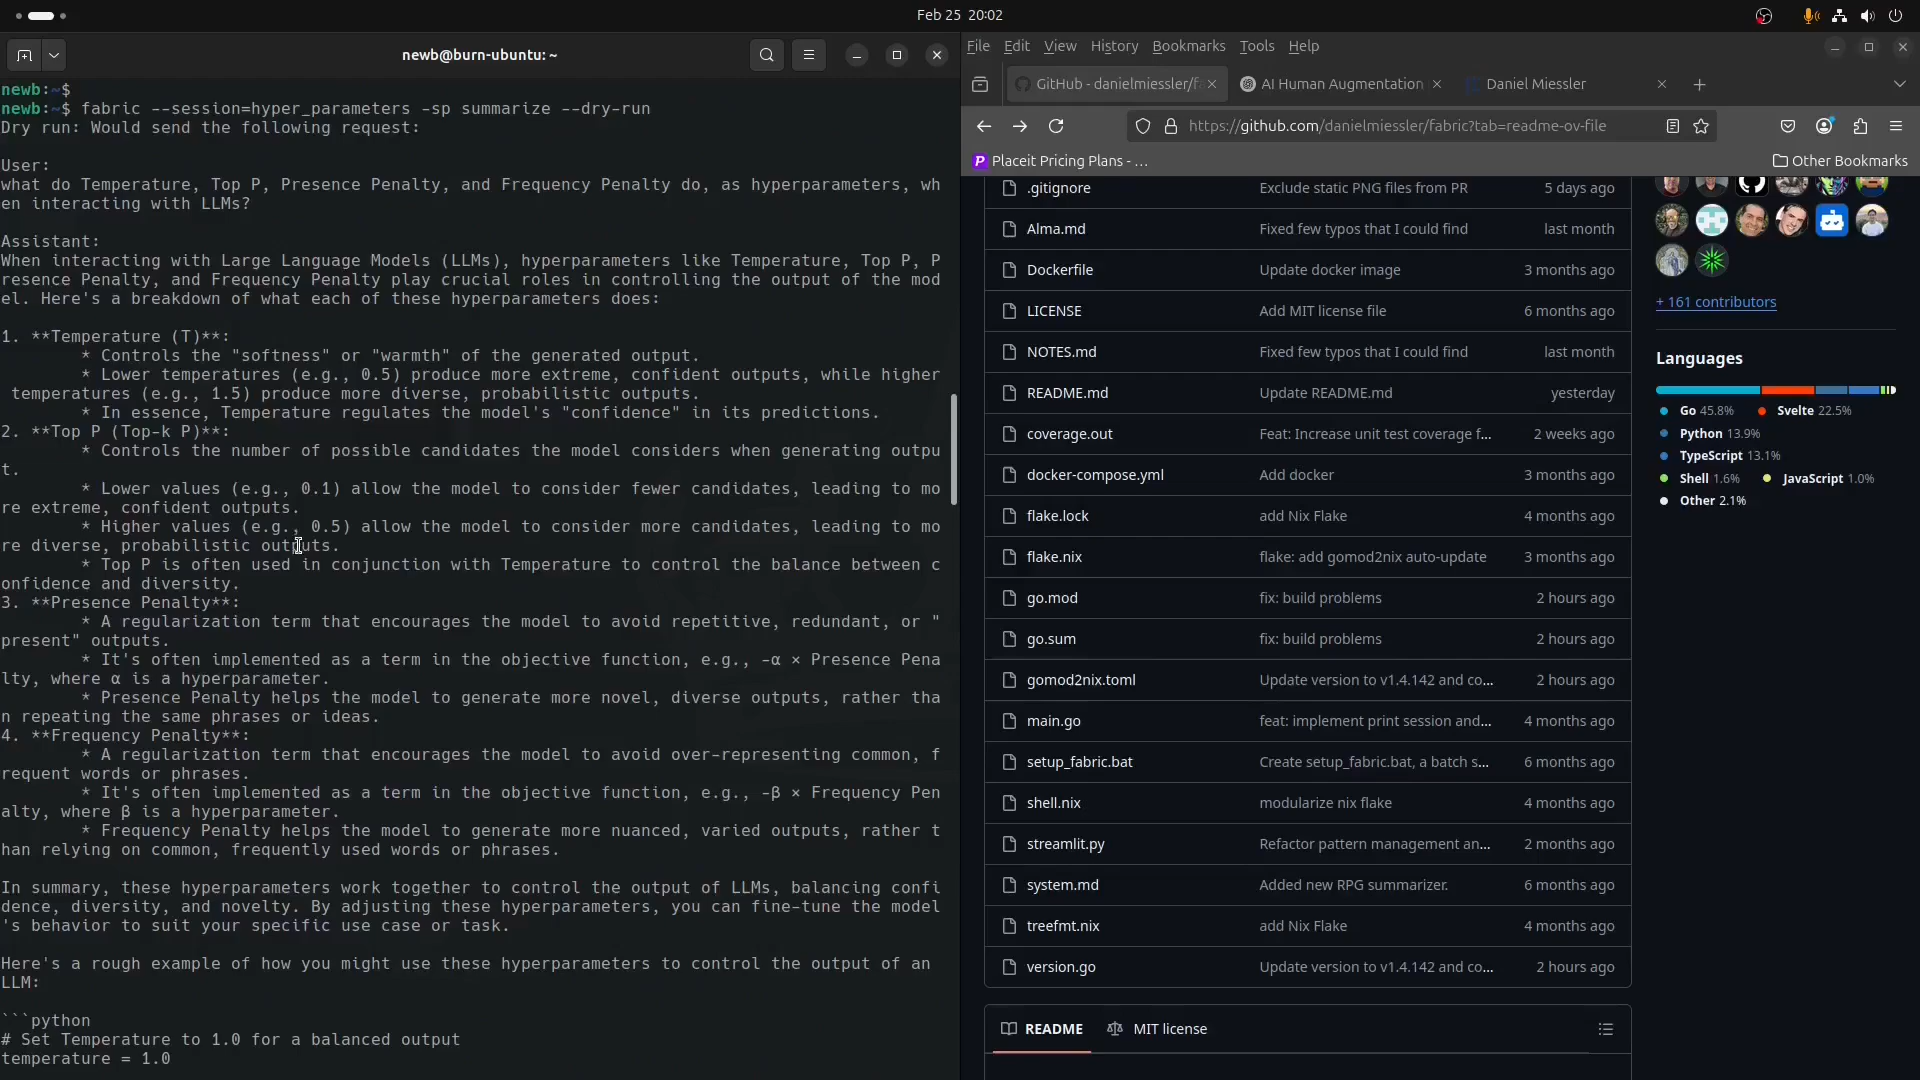 Feb 25 20:02
newb@burn-ubuntu: ~
newb:~$
newb:~$ fabric --session=hyper_parameters -sp summarize --dry-run
Dry run: Would send the following request:
User:
what do Temperature, Top P, Presence Penalty, and Frequency Penalty do, as hyperparameters, wh
en interacting with LLMs?
Assistant:
When interacting with Large Language Models (LLMs), hyperparameters like Temperature, Top P, P
resence Penalty, and Frequency Penalty play crucial roles in controlling the output of the mod
el. Here's a breakdown of what each of these hyperparameters does:
1. **Temperature (T)**:
* Controls the "softness" or "warmth" of the generated output.
* Lower temperatures (e.g., 0.5) produce more extreme, confident outputs, while higher
temperatures (e.g., 1.5) produce more diverse, probabilistic outputs.
* In essence, Temperature regulates the model's "confidence" in its predictions.
2. **Top P (Top-k P)**:
* Controls the number of possible candidates the model considers when generating outpu
t.
* Lower values (e.g., 0.1) allow the model to consider fewer candidates, leading to mo
re extreme, confident outputs.
* Higher values (e.g., 0.5) allow the model to consider more candidates, leading to mo
re diverse, probabilistic outputs.
* Top P is often used in conjunction with Temperature to control the balance between c
onfidence and diversity.
3. **Presence Penalty**:
* A regularization term that encourages the model to avoid repetitive, redundant, or "
present" outputs.
* It's often implemented as a term in the objective function, e.g., -α × Presence Pena
lty, where α is a hyperparameter.
* Presence Penalty helps the model to generate more novel, diverse outputs, rather tha
n repeating the same phrases or ideas.
4. **Frequency Penalty**:
* A regularization term that encourages the model to avoid over-representing common, f
requent words or phrases.
* It's often implemented as a term in the objective function, e.g., -β × Frequency Pen
alty, where β is a hyperparameter.
* Frequency Penalty helps the model to generate more nuanced, varied outputs, rather t
han relying on common, frequently used words or phrases.
In summary, these hyperparameters work together to control the output of LLMs, balancing confi
dence, diversity, and novelty. By adjusting these hyperparameters, you can fine-tune the model
's behavior to suit your specific use case or task.
Here's a rough example of how you might use these hyperparameters to control the output of an
LLM:
```python
# Set Temperature to 1.0 for a balanced output
temperature = 1.0
File Edit View History Bookmarks Tools Help
GitHub - danielmiessler/fa
AI Human Augmentation
Daniel Miessler
https://github.com/danielmiessler/fabric?tab=readme-ov-file
P Placeit Pricing Plans - …
Other Bookmarks
.gitignore Exclude static PNG files from PR 5 days ago
Alma.md Fixed few typos that I could find last month
Dockerfile Update docker image 3 months ago
LICENSE Add MIT license file 6 months ago
NOTES.md Fixed few typos that I could find last month
README.md Update README.md yesterday
coverage.out Feat: Increase unit test coverage f... 2 weeks ago
docker-compose.yml Add docker 3 months ago
flake.lock add Nix Flake 4 months ago
flake.nix flake: add gomod2nix auto-update 3 months ago
go.mod fix: build problems 2 hours ago
go.sum fix: build problems 2 hours ago
gomod2nix.toml Update version to v1.4.142 and co... 2 hours ago
main.go feat: implement print session and... 4 months ago
setup_fabric.bat Create setup_fabric.bat, a batch s... 6 months ago
shell.nix modularize nix flake 4 months ago
streamlit.py Refactor pattern management an... 2 months ago
system.md Added new RPG summarizer. 6 months ago
treefmt.nix add Nix Flake 4 months ago
version.go Update version to v1.4.142 and co... 2 hours ago
README MIT license
+ 161 contributors
Languages
Go 45.8% Svelte 22.5%
Python 13.9%
TypeScript 13.1%
Shell 1.6% JavaScript 1.0%
Other 2.1%